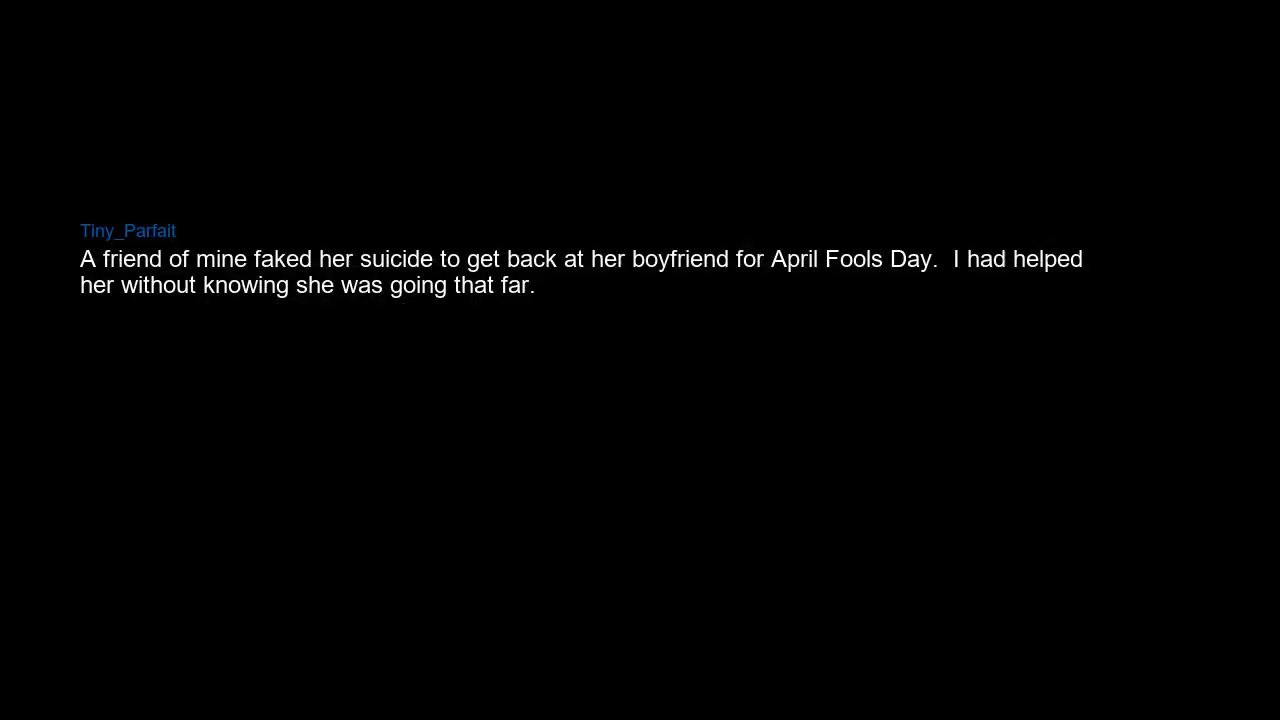 Tiny_Parfait
A friend of mine faked her suicide to get back at her boyfriend for April Fools Day.  I had helped
her without knowing she was going that far.